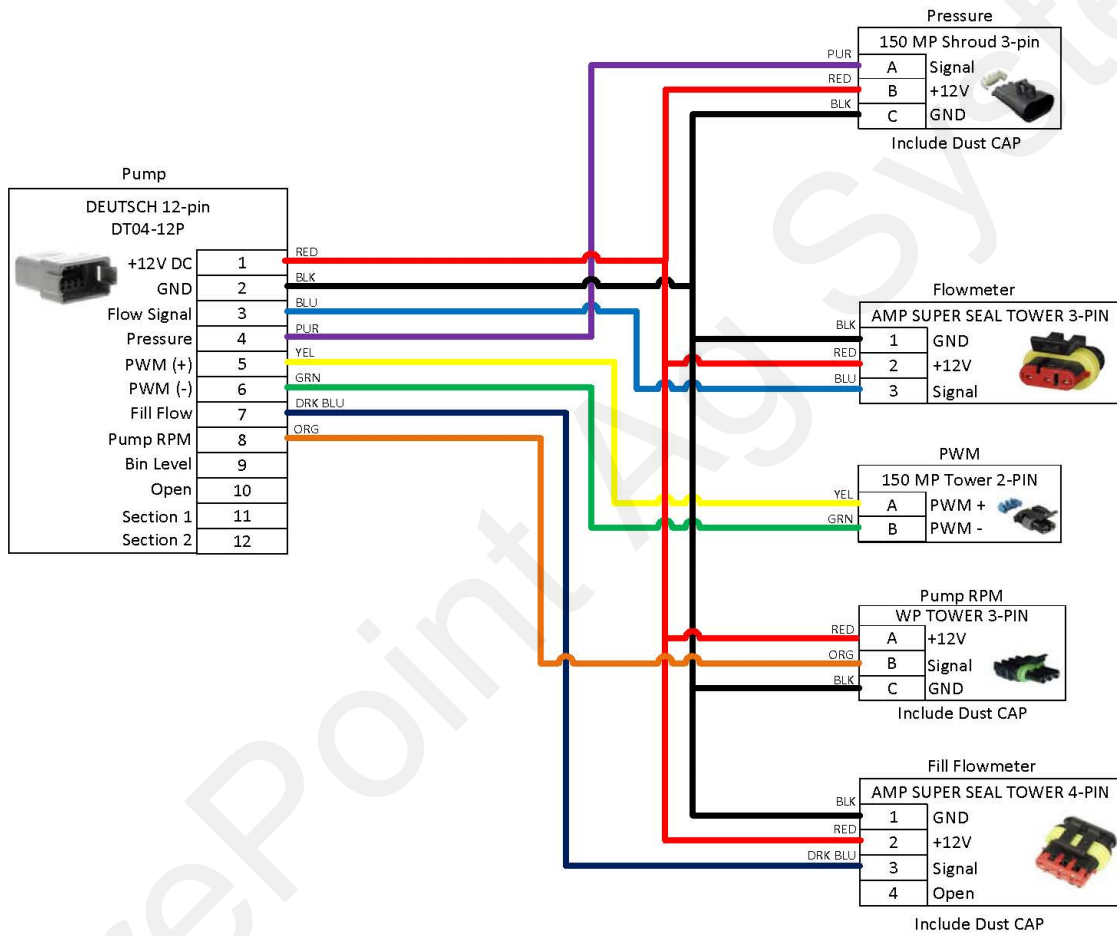 Pump
DEUTSCH 12-pin
DT04-12P
+12V DC 1 RED
GND 2 BLK
Flow Signal 3 BLU
Pressure 4 PUR
PWM (+) 5 YEL
PWM (-) 6 GRN
Fill Flow 7 DRK BLU
Pump RPM 8 ORG
Bin Level 9
Open 10
Section 1 11
Section 2 12
Pressure
150 MP Shroud 3-pin
PUR A Signal
RED B +12V
BLK C GND
Include Dust CAP
Flowmeter
AMP SUPER SEAL TOWER 3-PIN
BLK 1 GND
RED 2 +12V
BLU 3 Signal
PWM
150 MP Tower 2-PIN
YEL A PWM +
GRN B PWM -
Pump RPM
WP TOWER 3-PIN
RED A +12V
ORG B Signal
BLK C GND
Include Dust CAP
Fill Flowmeter
AMP SUPER SEAL TOWER 4-PIN
BLK 1 GND
RED 2 +12V
DRK BLU 3 Signal
4 Open
Include Dust CAP
rePoint Ag Syste